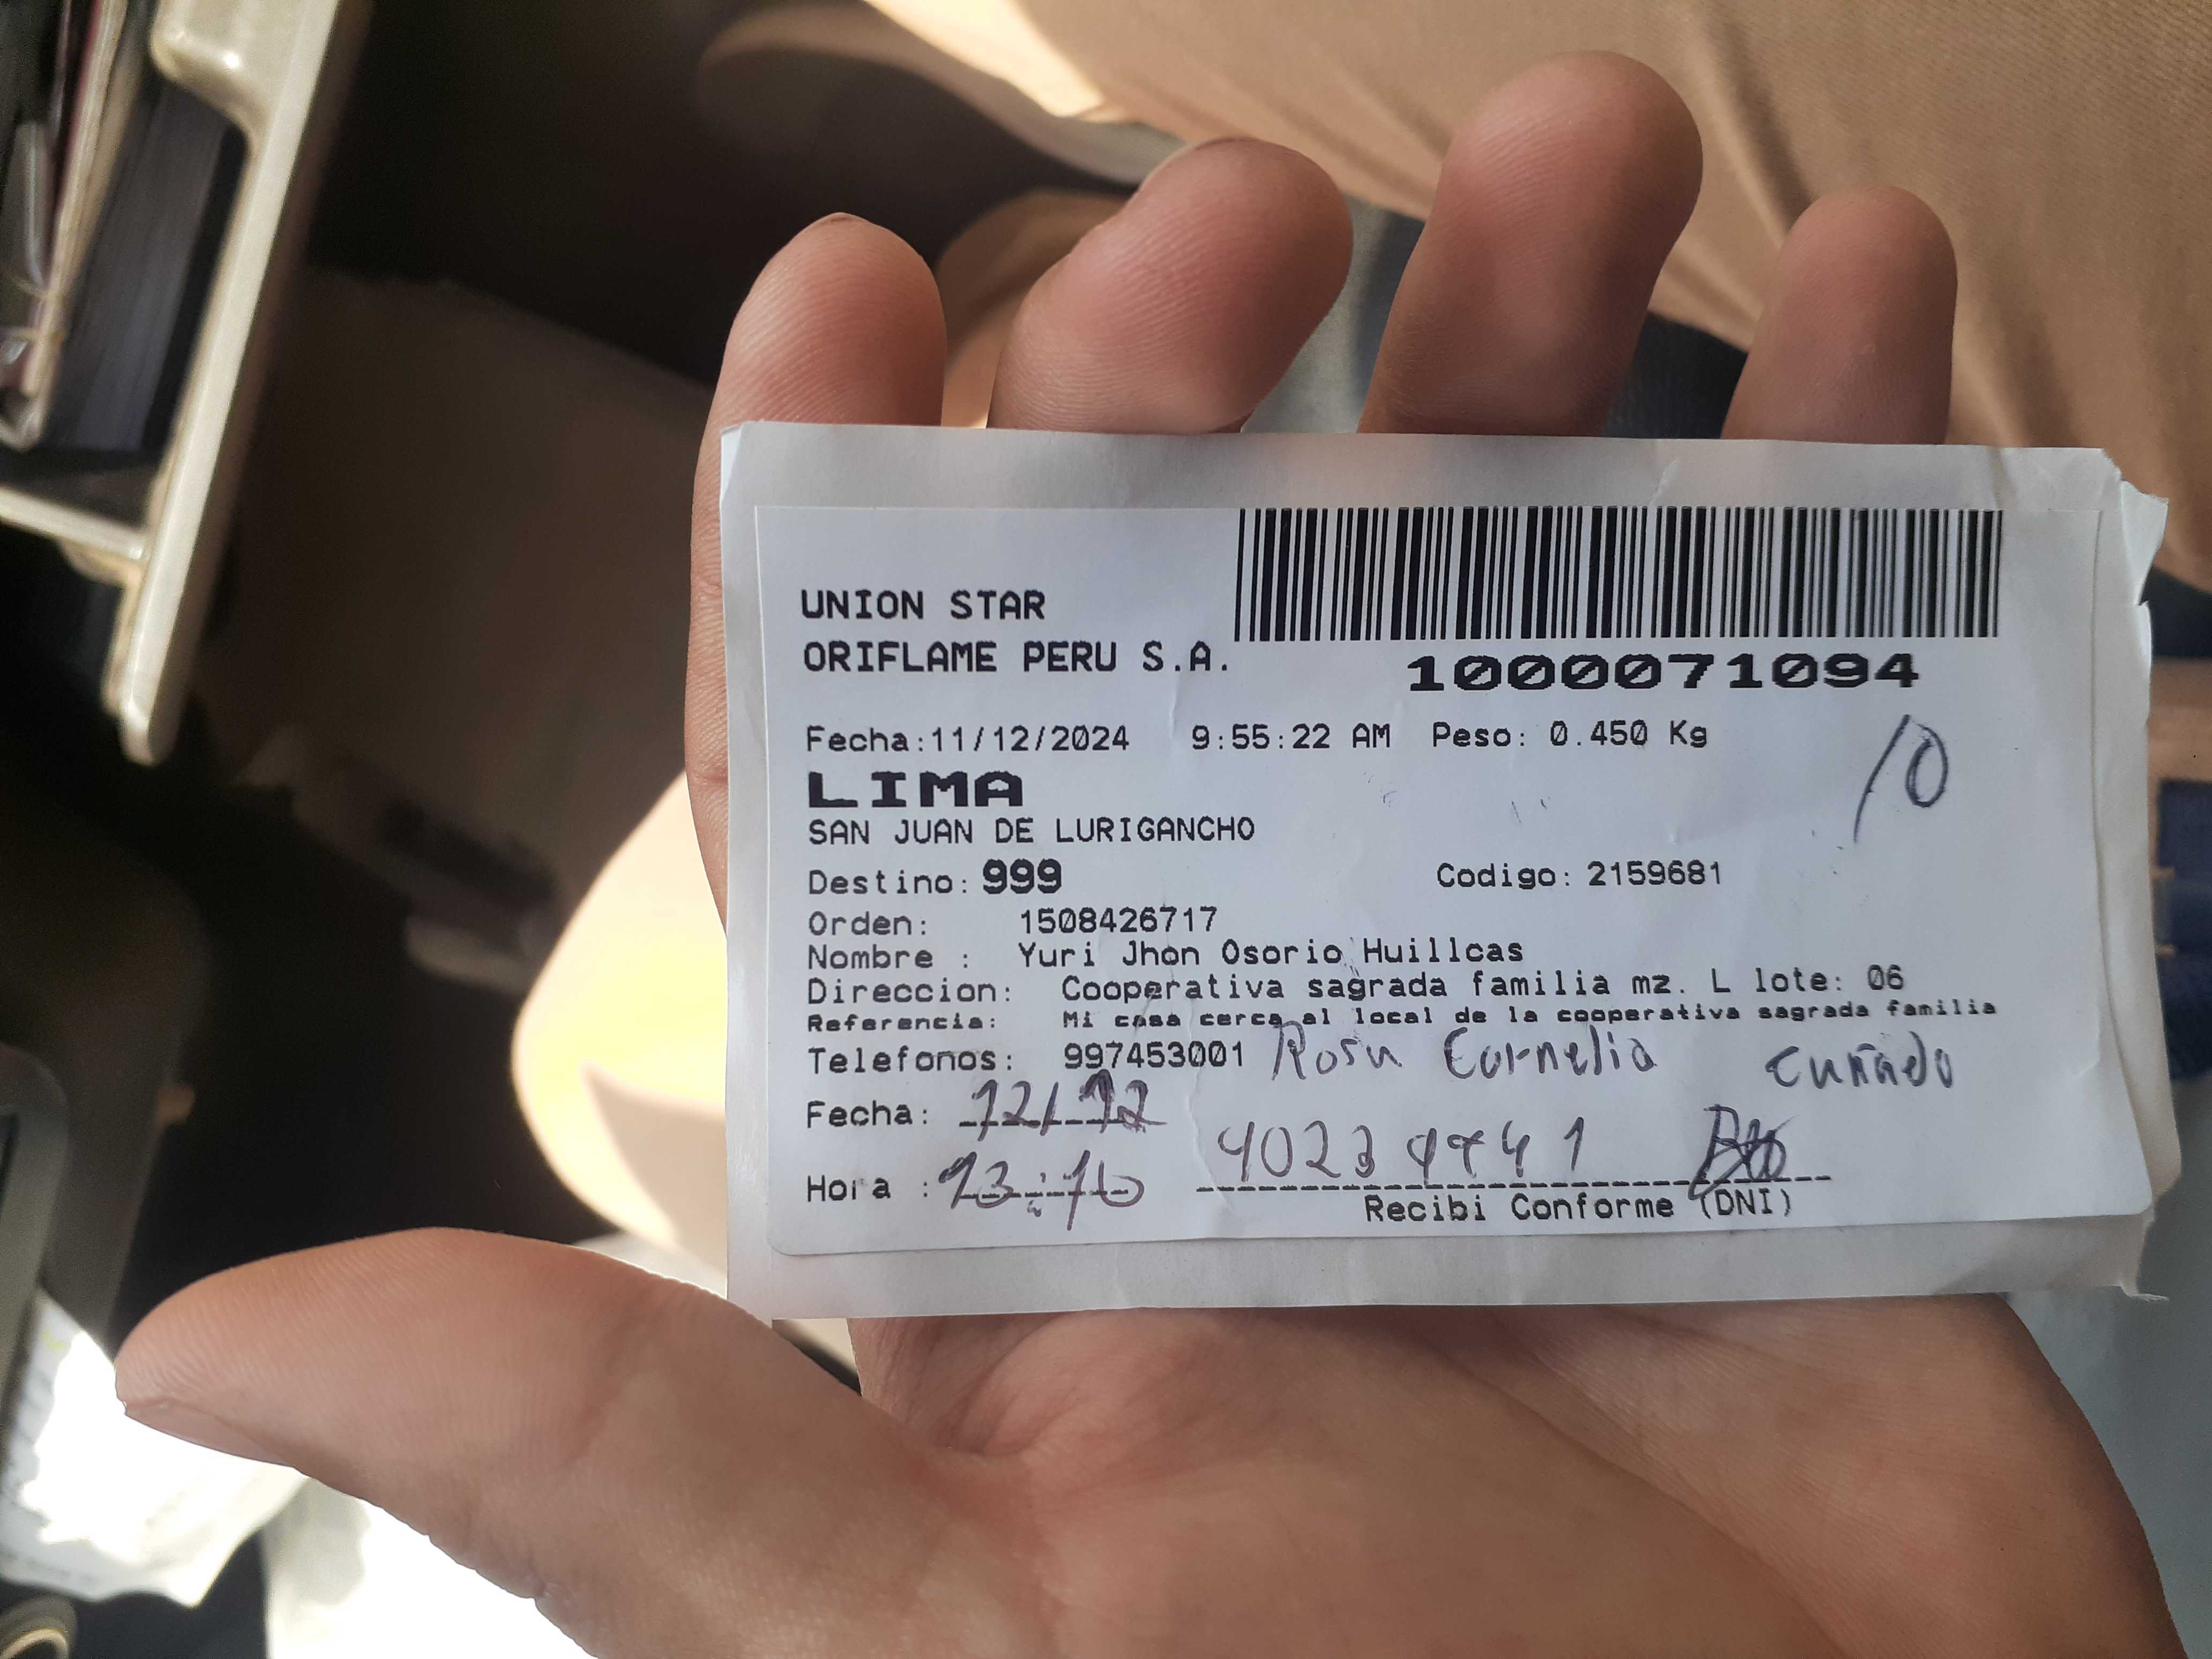 UNION STAR
ORIFLAME PERU S.A.
1000071094
Fecha:11/12/2024 9:55:22 AM Peso: 0.450 Kg
10
LIMA
SAN JUAN DE LURIGANCHO
Destino: 999 Codigo: 2159681
Orden: 1508426717
Nombre : Yuri Jhon Osorio Huillcas
Direccion: Cooperativa sagrada familia mz. L lote: 06
Referencia: Mi casa cerca al local de la cooperativa sagrada familia
Telefonos: 997453001 Rosa Cornelia cuñado
Fecha: 12/12
Hora :
Recibi Conforme (DNI)